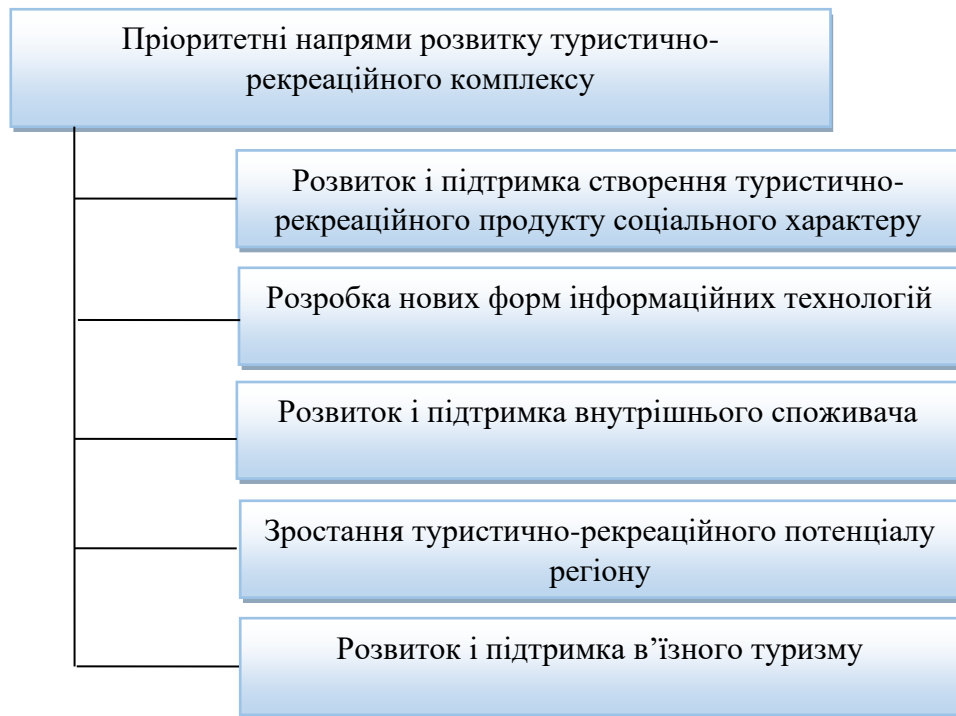 Пріоритетні напрями розвитку туристично-
рекреаційного комплексу
Розвиток і підтримка створення туристично-
рекреаційного продукту соціального характеру
Розробка нових форм інформаційних технологій
Розвиток і підтримка внутрішнього споживача
Зростання туристично-рекреаційного потенціалу
регіону
Розвиток і підтримка в’їзного туризму